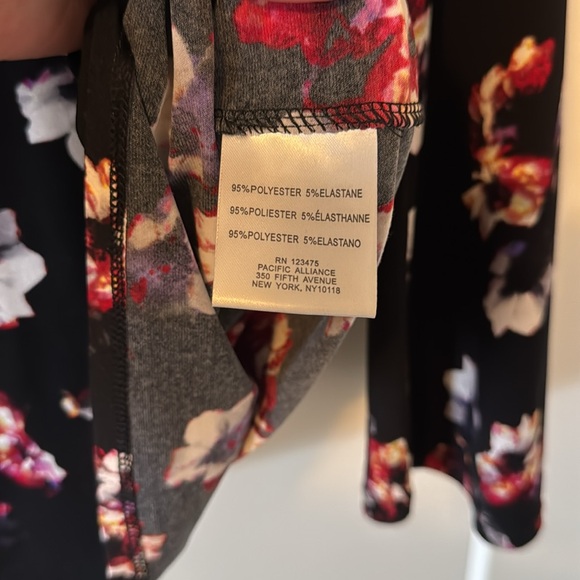 95%POLYESTER 5%ELASTANE
95%POLIESTER 5%ÉLASTHANNE
95%POLYESTER 5%ELASTANO
RN 123475
PACIFIC ALLIANCE
350 FIFTH AVENUE
NEW YORK, NY10118